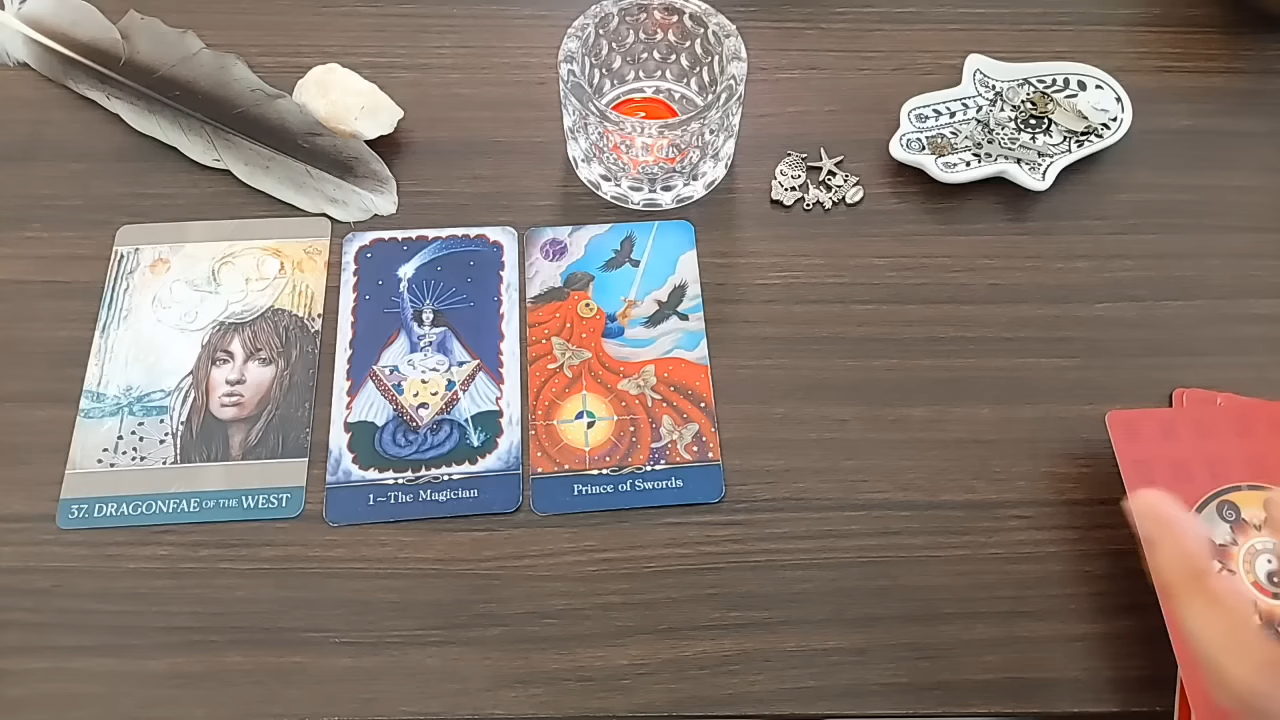 37. DRAGONFAE OF THE WEST
1~The Magician
Prince of Swords